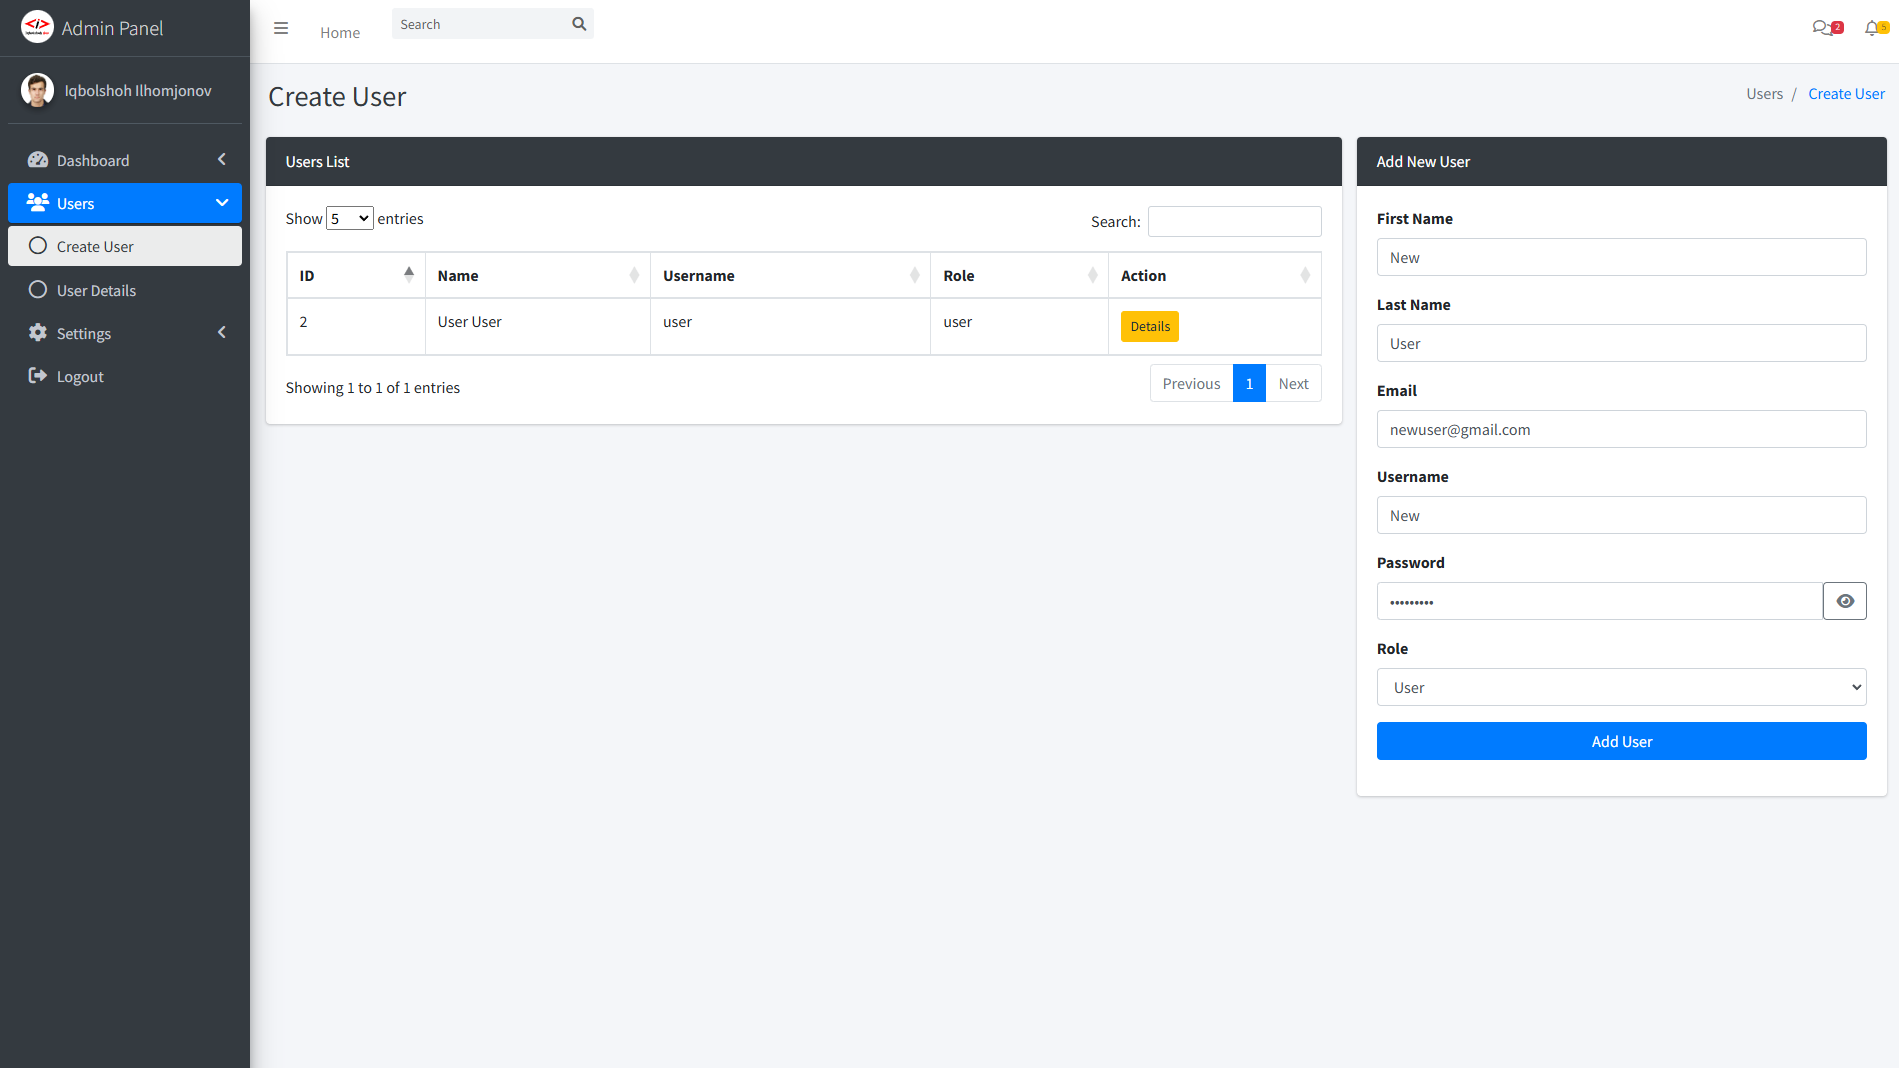 Admin Panel
Iqbolshoh Ilhomjonov
Dashboard
Users
Create User
User Details
Settings
Logout
Home
Search
2
5
Create User
Users / Create User
Users List
Show 5 entries
Search:
ID Name Username Role Action
2 User User user user Details
Showing 1 to 1 of 1 entries
Previous 1 Next
Add New User
First Name
New
Last Name
User
Email
newuser@gmail.com
Username
New
Password
•••••••••
Role
User
Add User